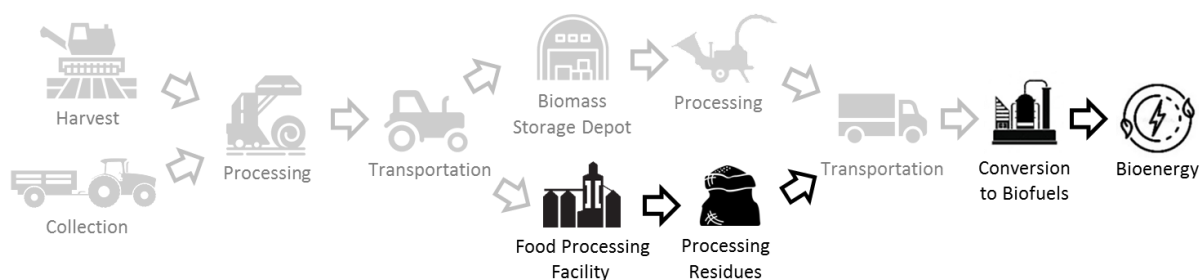 Harvest
Collection
Processing
Transportation
Biomass
Storage Depot
Processing
Food Processing
Facility
Processing
Residues
Transportation
Conversion
to Biofuels
Bioenergy